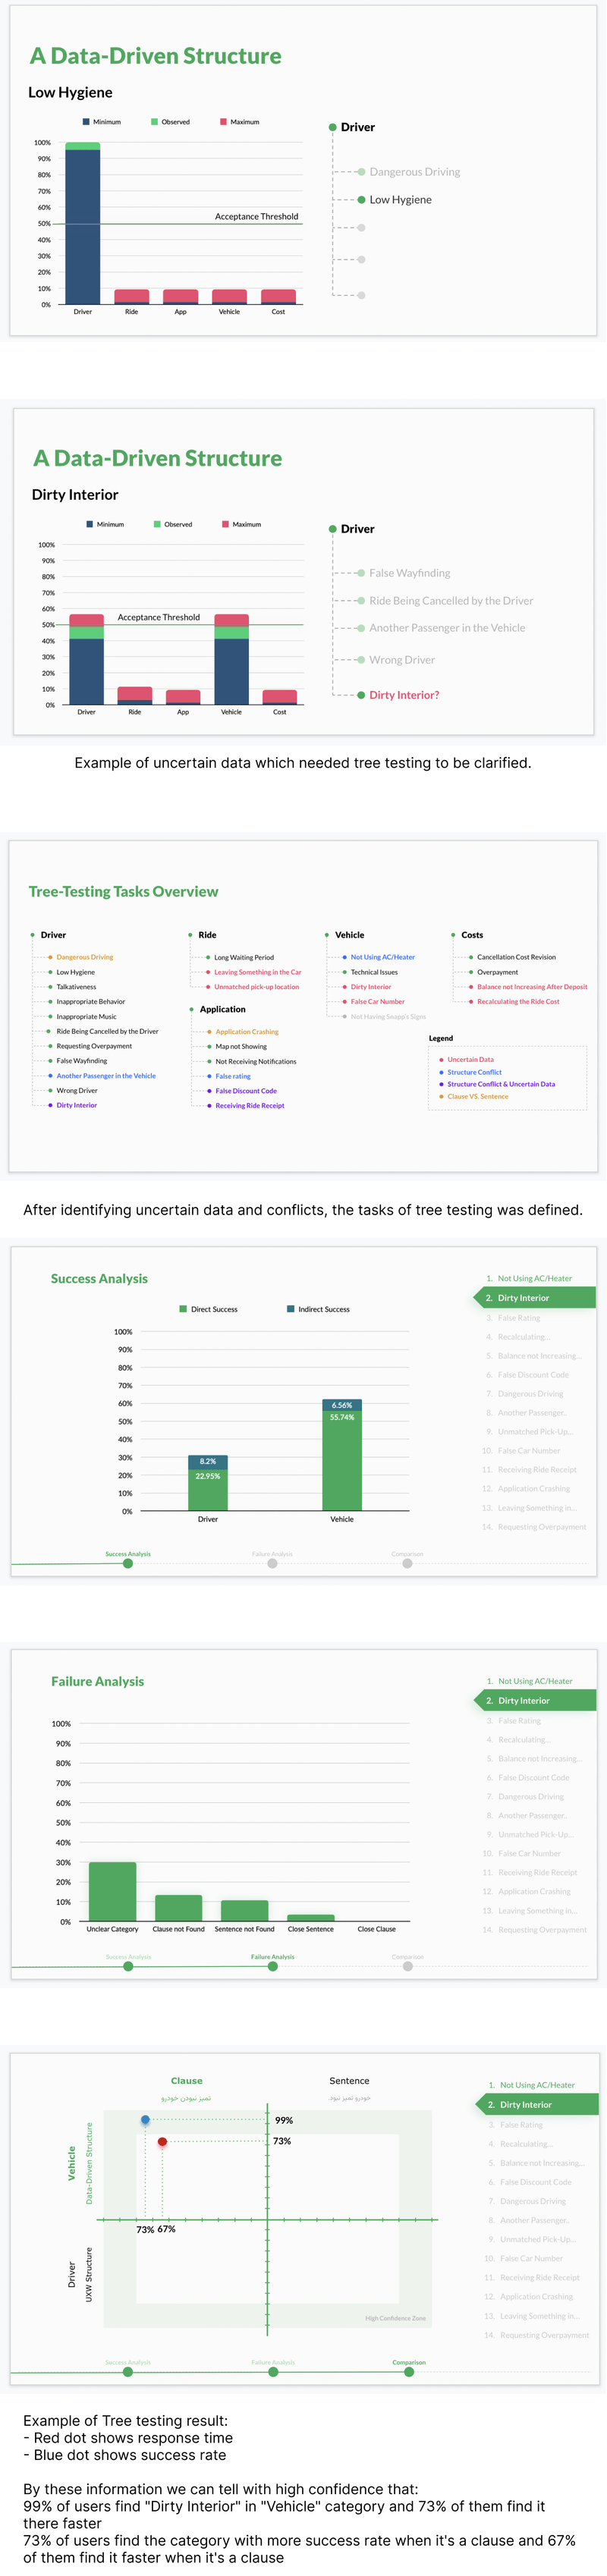 A Data-Driven Structure
Low Hygiene
Minimum Observed Maximum
100%
90%
80%
70%
60%
50%
40%
30%
20%
10%
0%
Acceptance Threshold
Driver Ride App Vehicle Cost
Driver
Dangerous Driving
Low Hygiene
A Data-Driven Structure
Dirty Interior
Minimum Observed Maximum
100%
90%
80%
70%
60%
50%
40%
30%
20%
10%
0%
Acceptance Threshold
Driver Ride App Vehicle Cost
Driver
False Wayfinding
Ride Being Cancelled by the Driver
Another Passenger in the Vehicle
Wrong Driver
Dirty Interior?
Example of uncertain data which needed tree testing to be clarified.
Tree-Testing Tasks Overview
Driver
Dangerous Driving
Low Hygiene
Talkativeness
Inappropriate Behavior
Inappropriate Music
Ride Being Cancelled by the Driver
Requesting Overpayment
False Wayfinding
Another Passenger in the Vehicle
Wrong Driver
Dirty Interior
Ride
Long Waiting Period
Leaving Something in the Car
Unmatched pick-up location
Application
Application Crashing
Map not Showing
Not Receiving Notifications
False rating
False Discount Code
Receiving Ride Receipt
Vehicle
Not Using AC/Heater
Technical Issues
Dirty Interior
False Car Number
Not Having Snapp's Signs
Costs
Cancellation Cost Revision
Overpayment
Balance not Increasing After Deposit
Recalculating the Ride Cost
Legend
Uncertain Data
Structure Conflict
Structure Conflict & Uncertain Data
Clause VS. Sentence
After identifying uncertain data and conflicts, the tasks of tree testing was defined.
Success Analysis
Direct Success Indirect Success
100%
90%
80%
70%
60%
50%
40%
30%
20%
10%
0%
8.2%
22.95%
6.56%
55.74%
Driver Vehicle
1. Not Using AC/Heater
2. Dirty Interior
3. False Rating
4. Recalculating...
5. Balance not Increasing...
6. False Discount Code
7. Dangerous Driving
8. Another Passenger..
9. Unmatched Pick-Up...
10. False Car Number
11. Receiving Ride Receipt
12. Application Crashing
13. Leaving Something in...
14. Requesting Overpayment
Success Analysis Failure Analysis Comparison
Failure Analysis
100%
90%
80%
70%
60%
50%
40%
30%
20%
10%
0%
Unclear Category Clause not Found Sentence not Found Close Sentence Close Clause
1. Not Using AC/Heater
2. Dirty Interior
3. False Rating
4. Recalculating...
5. Balance not Increasing...
6. False Discount Code
7. Dangerous Driving
8. Another Passenger..
9. Unmatched Pick-Up...
10. False Car Number
11. Receiving Ride Receipt
12. Application Crashing
13. Leaving Something in...
14. Requesting Overpayment
Success Analysis Failure Analysis Comparison
Clause Sentence
تمیز نبودن خودرو
خودرو تمیز نبود.
99%
73%
73% 67%
Vehicle
Data-Driven Structure
Driver
UXW Structure
High Confidence Zone
1. Not Using AC/Heater
2. Dirty Interior
3. False Rating
4. Recalculating...
5. Balance not Increasing...
6. False Discount Code
7. Dangerous Driving
8. Another Passenger..
9. Unmatched Pick-Up...
10. False Car Number
11. Receiving Ride Receipt
12. Application Crashing
13. Leaving Something in...
14. Requesting Overpayment
Success Analysis Failure Analysis Comparison
Example of Tree testing result:
- Red dot shows response time
- Blue dot shows success rate
By these information we can tell with high confidence that:
99% of users find "Dirty Interior" in "Vehicle" category and 73% of them find it
there faster
73% of users find the category with more success rate when it's a clause and 67%
of them find it faster when it's a clause